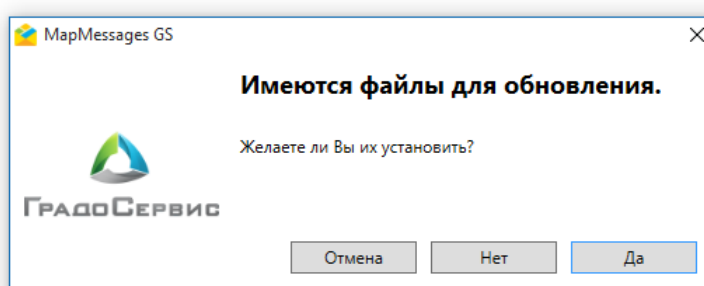 MapMessages GS
Имеются файлы для обновления.
Желаете ли Вы их установить?
ГрадоСервис
Отмена
Нет
Да